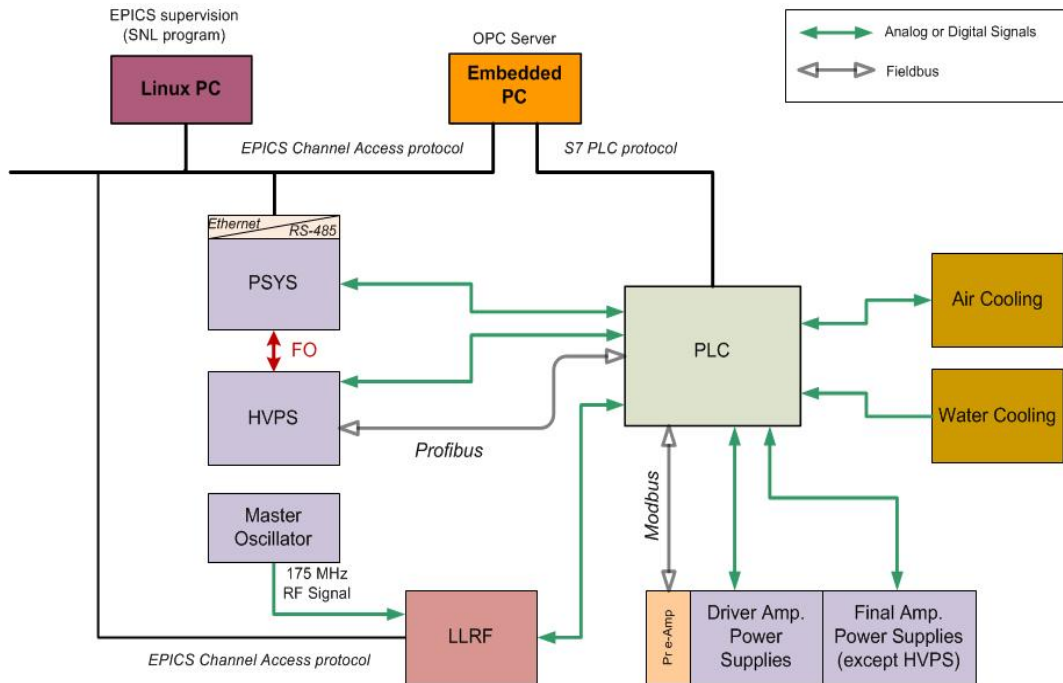 EPICS supervision
(SNL program)
Linux PC
OPC Server
Embedded
PC
Analog or Digital Signals
Fieldbus
EPICS Channel Access protocol
S7 PLC protocol
Ethernet
RS-485
PSYS
FO
HVPS
Profibus
PLC
Air Cooling
Water Cooling
Modbus
Master
Oscillator
175 MHz
RF Signal
LLRF
EPICS Channel Access protocol
Pr e-Amp
Driver Amp.
Power
Supplies
Final Amp.
Power Supplies
(except HVPS)